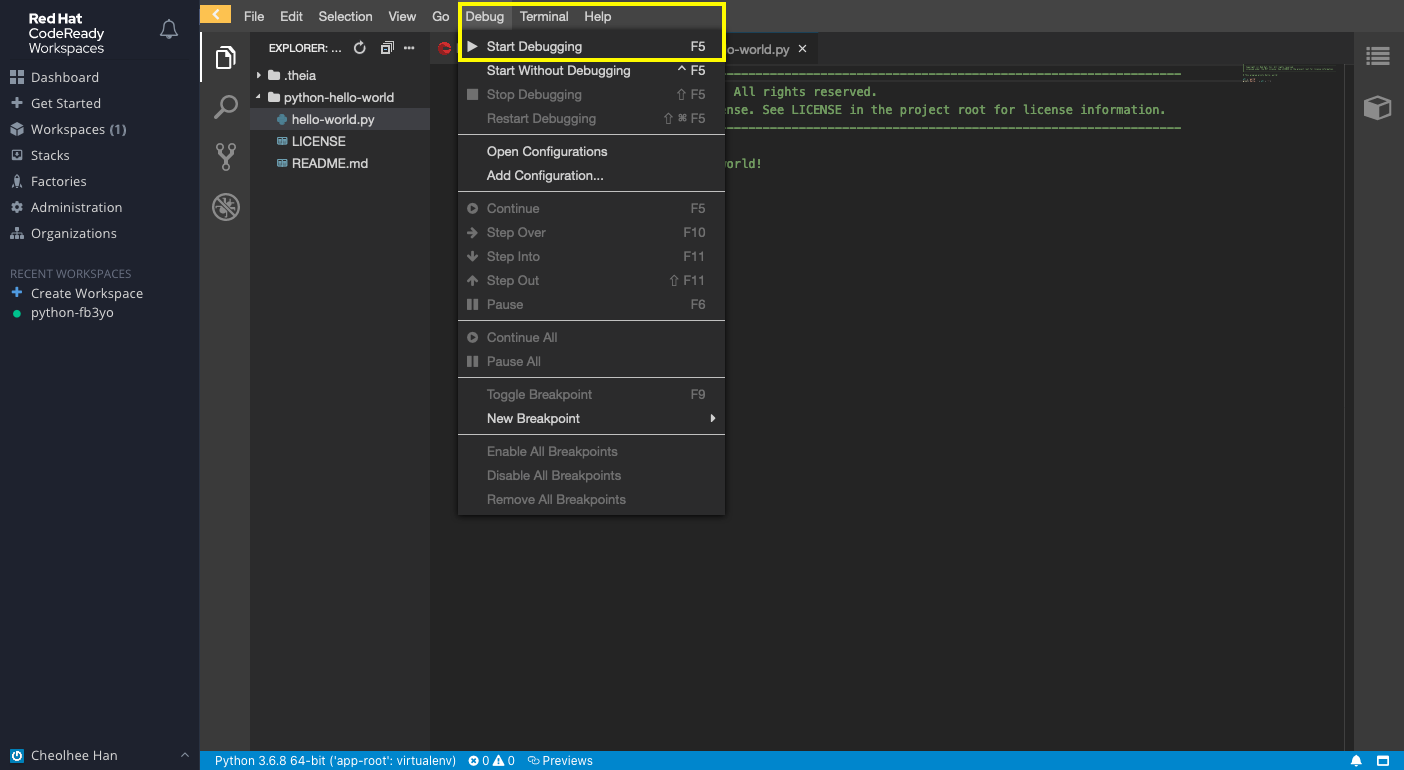 Red Hat
CodeReady
Workspaces
Dashboard
Get Started
Workspaces (1)
Stacks
Factories
Administration
Organizations
RECENT WORKSPACES
Create Workspace
python-fb3yo
Cheolhee Han
File Edit Selection View Go Debug Terminal Help
EXPLORER: ...
.theia
python-hello-world
hello-world.py
LICENSE
README.md
Start Debugging F5
Start Without Debugging ^ F5
Stop Debugging ⇧ F5
Restart Debugging ⇧ ⌘ F5
Open Configurations
Add Configuration...
Continue F5
Step Over F10
Step Into F11
Step Out ⇧ F11
Pause F6
Continue All
Pause All
Toggle Breakpoint F9
New Breakpoint
Enable All Breakpoints
Disable All Breakpoints
Remove All Breakpoints
o-world.py ×
All rights reserved.
nse. See LICENSE in the project root for license information.
orld!
Python 3.6.8 64-bit ('app-root': virtualenv) 0 0 Previews